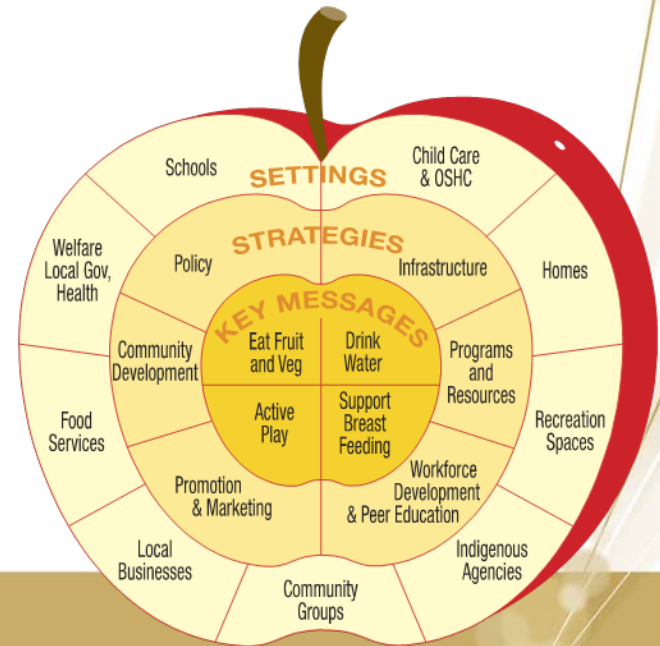 Schools
SETTINGS
Child Care
& OSHC
Welfare
Local Gov,
Health
STRATEGIES
Policy
Infrastructure
Homes
KEY MESSAGES
Eat Fruit
and Veg
Drink
Water
Community
Development
Programs
and
Resources
Active
Play
Support
Breast
Feeding
Food
Services
Recreation
Spaces
Promotion
& Marketing
Workforce
Development
& Peer Education
Local
Businesses
Indigenous
Agencies
Community
Groups